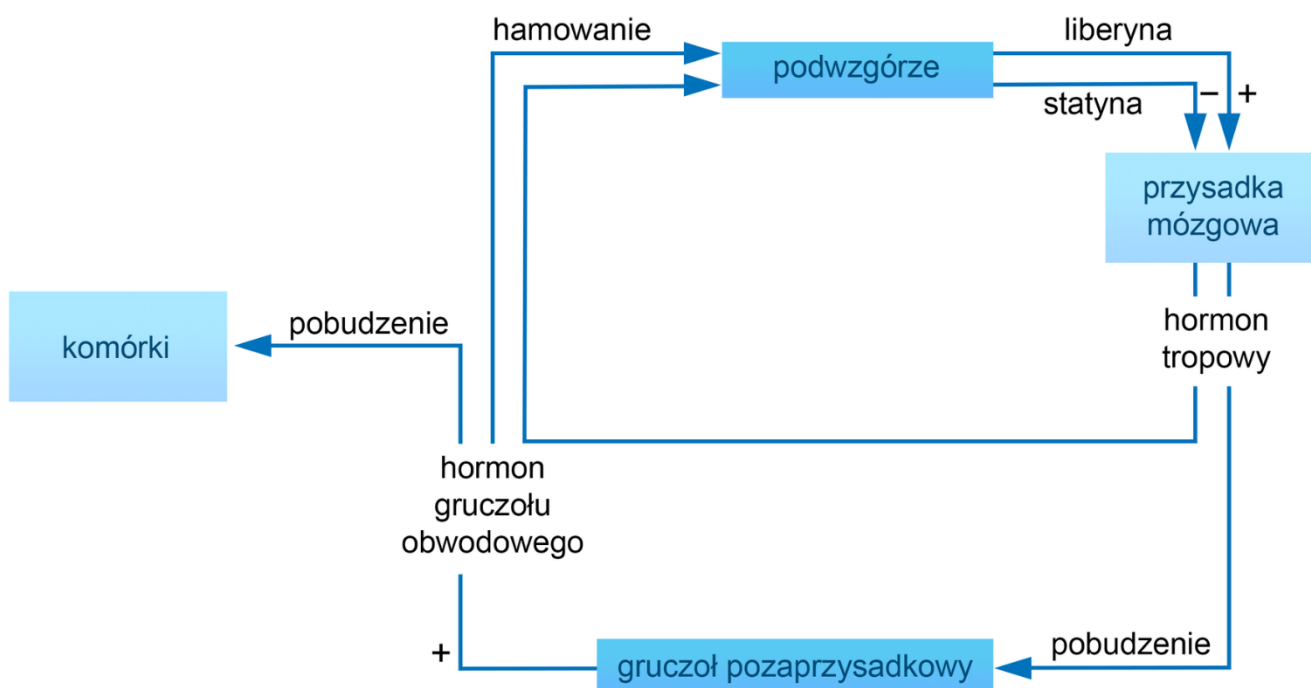 hamowanie
podwzgórze
liberyna
statyna
− +
przysadka
mózgowa
hormon
tropowy
pobudzenie
komórki
hormon
gruczołu
obwodowego
+
gruczoł pozaprzysadkowy
pobudzenie